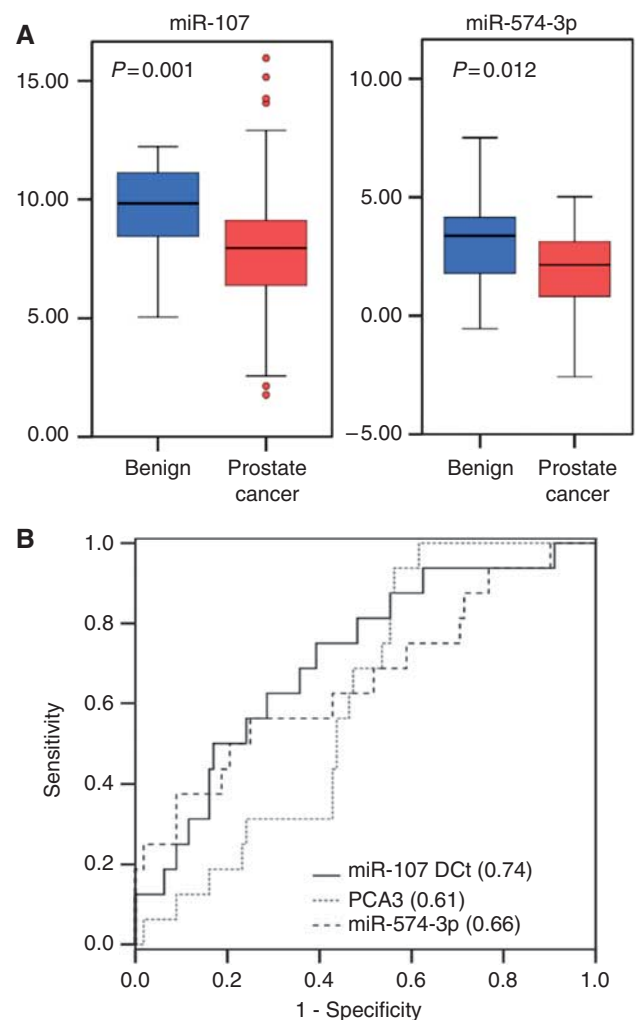 A
miR-107
miR-574-3p
P=0.001
15.00
10.00
5.00
0.00
Benign
Prostate
cancer
P=0.012
10.00
5.00
0.00
−5.00
Benign
Prostate
cancer
B
1.0
0.8
0.6
0.4
0.2
0.0
Sensitivity
miR-107 DCt (0.74)
PCA3 (0.61)
miR-574-3p (0.66)
0.0 0.2 0.4 0.6 0.8 1.0
1 - Specificity